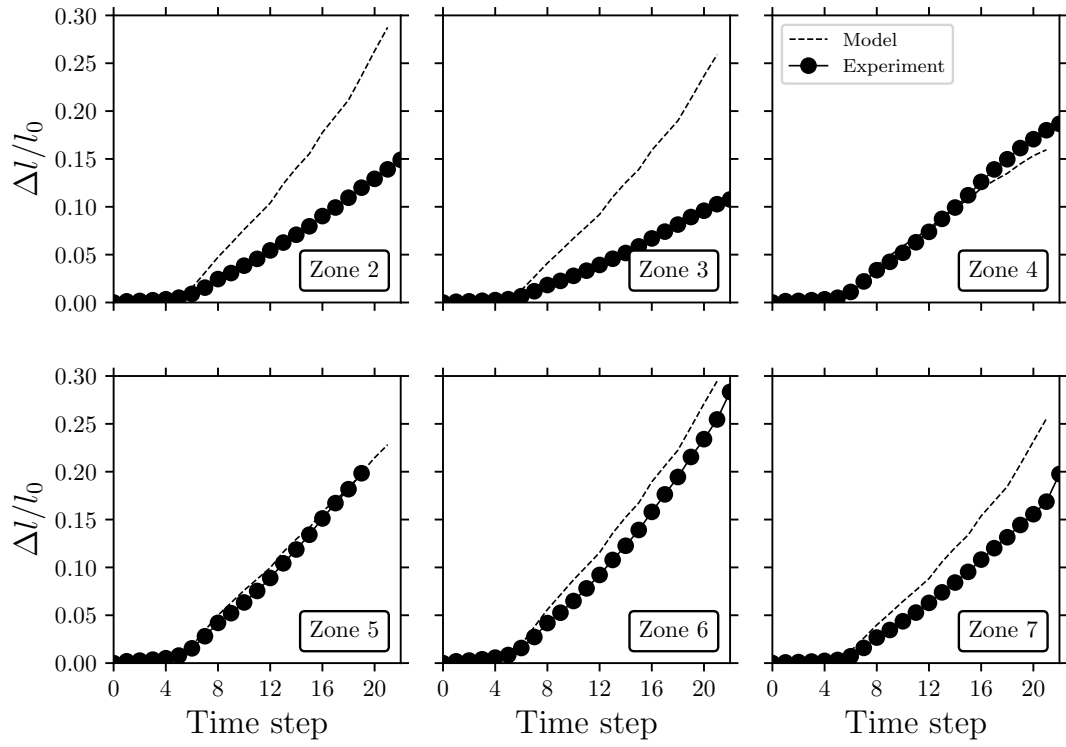 0.30
0.25
0.20
0.15
0.10
0.05
0.00
Δl/l₀
Zone 2
Zone 3
Model
Experiment
Zone 4
0.30
0.25
0.20
0.15
0.10
0.05
0.00
Δl/l₀
Zone 5
Zone 6
Zone 7
0 4 8 12 16 20
0 4 8 12 16 20
0 4 8 12 16 20
Time step
Time step
Time step